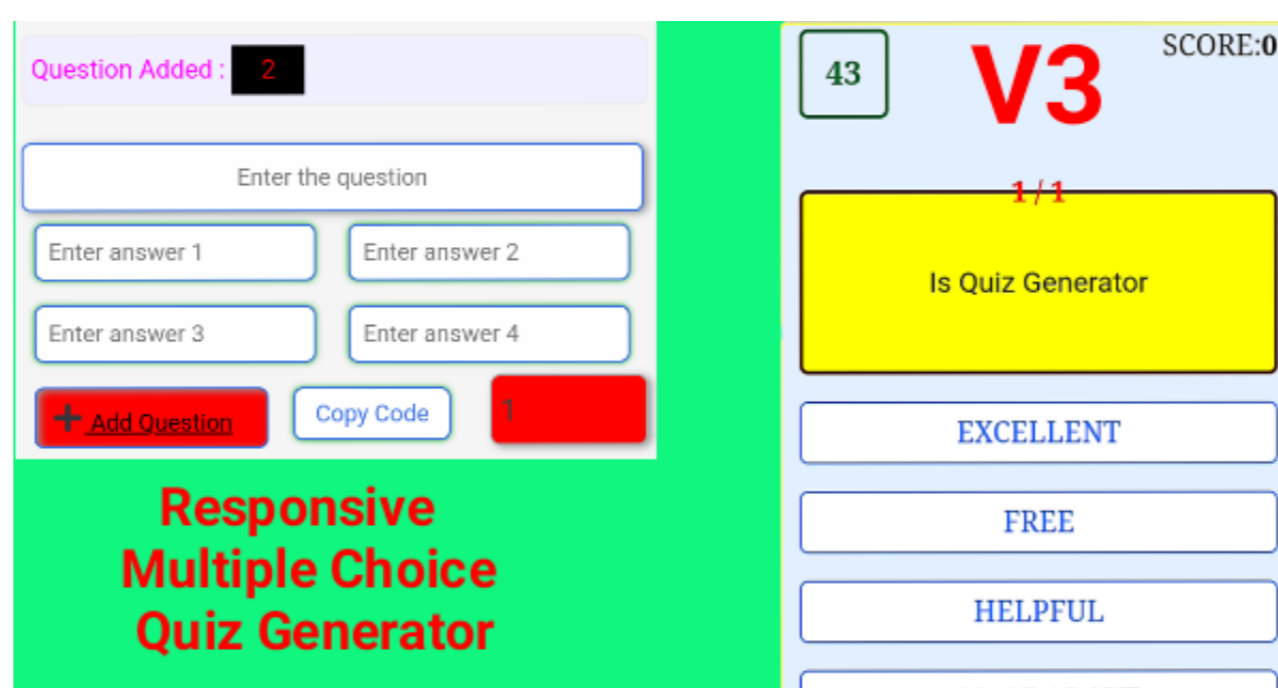 Question Added : 2
Enter the question
Enter answer 1
Enter answer 2
Enter answer 3
Enter answer 4
+ Add Question
Copy Code
1
Responsive
Multiple Choice
Quiz Generator
43
V3
SCORE:0
1 / 1
Is Quiz Generator
EXCELLENT
FREE
HELPFUL